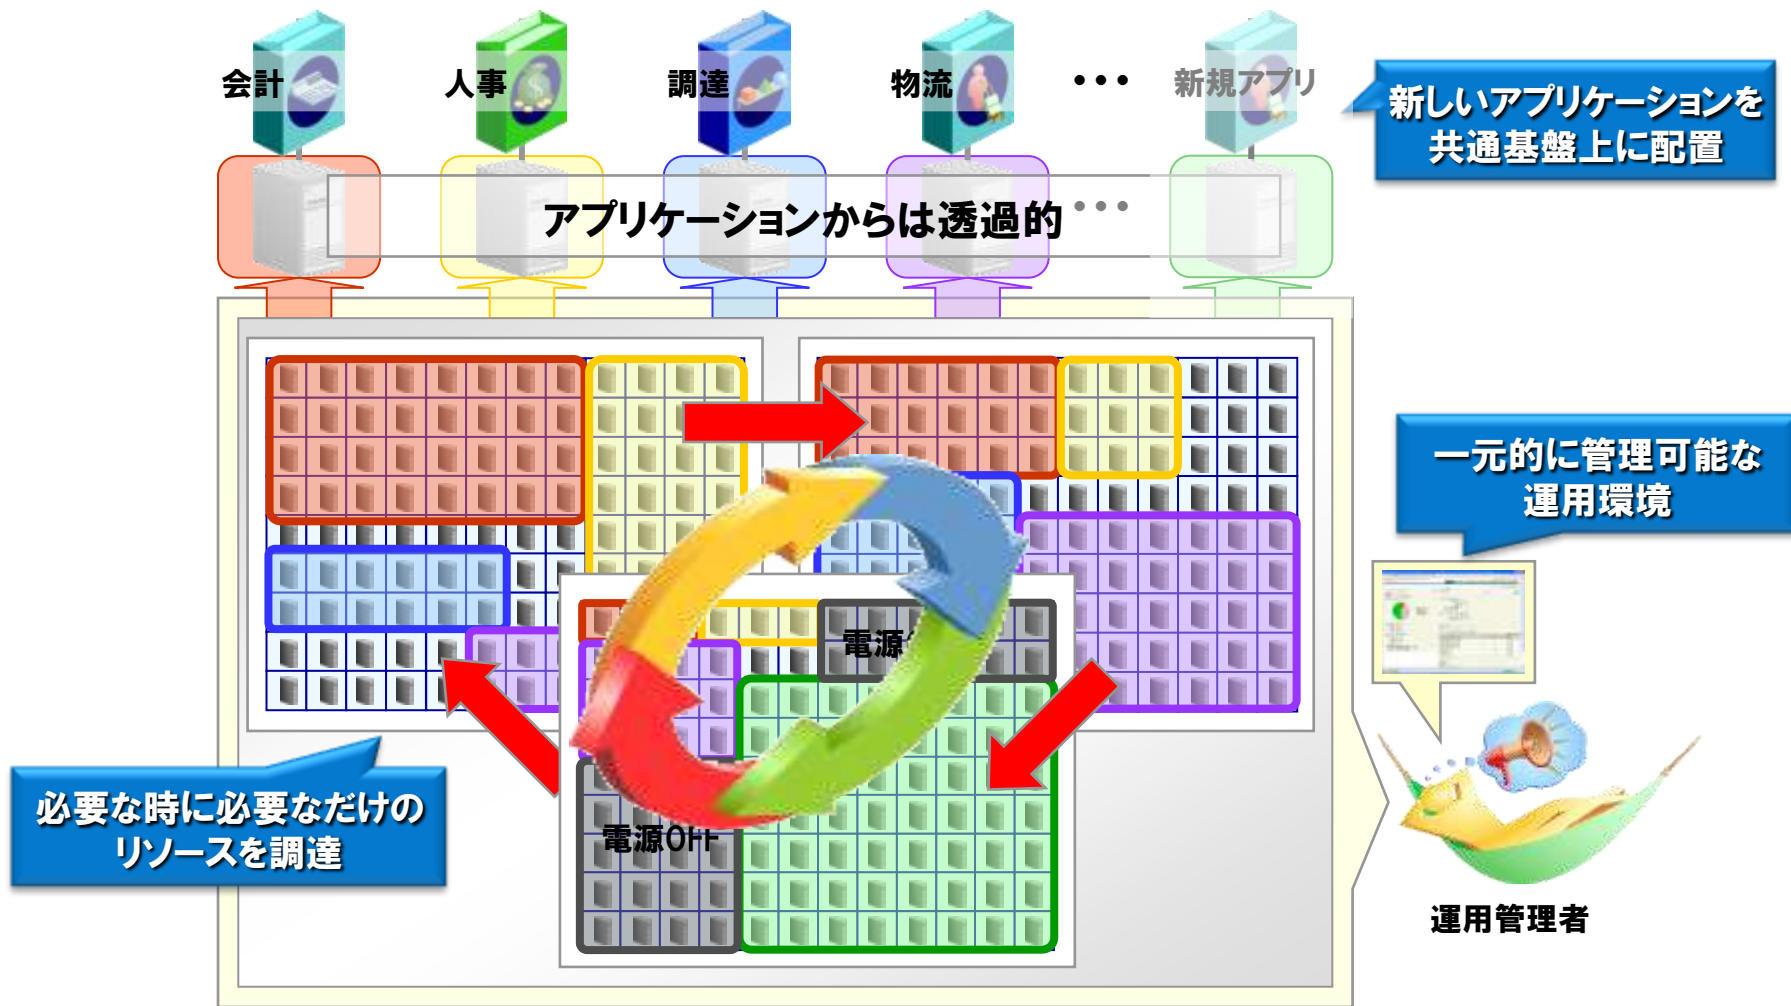 会計
人事
調達
物流
・・・
新規アプリ
新しいアプリケーションを
共通基盤上に配置
アプリケーションからは透過的
・・・
一元的に管理可能な
運用環境
電源
電源OFF
必要な時に必要なだけの
リソースを調達
運用管理者